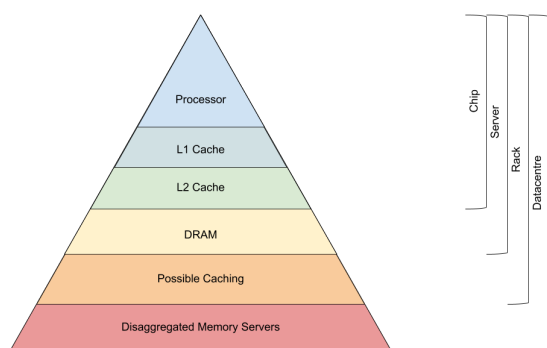 Processor
L1 Cache
L2 Cache
DRAM
Possible Caching
Disaggregated Memory Servers
Chip
Server
Rack
Datacentre